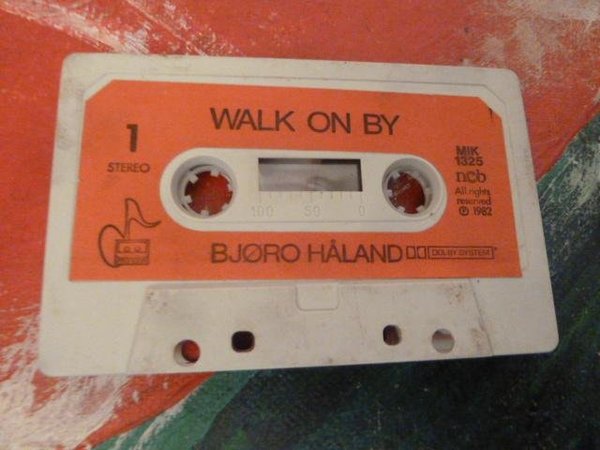 WALK ON BY
1
STEREO
MIK
1325
ncb
All rights
reserved
℗ 1982
100 50 0
BJØRO HÅLAND
DOLBY SYSTEM